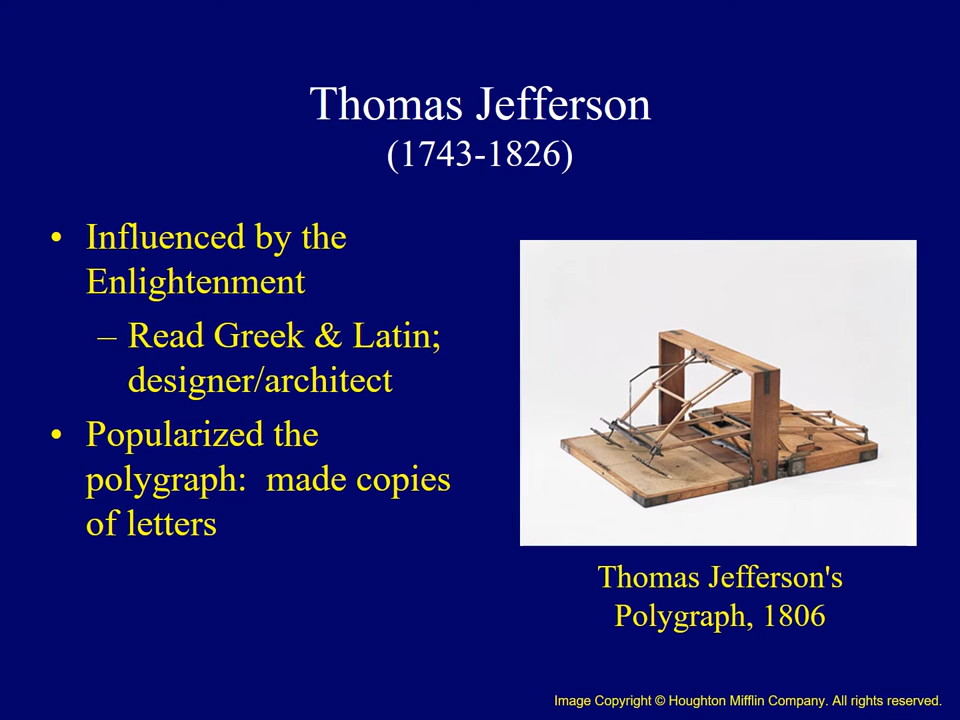 Thomas Jefferson
(1743-1826)
• Influenced by the
Enlightenment
– Read Greek & Latin;
designer/architect
• Popularized the
polygraph:  made copies
of letters
Thomas Jefferson's
Polygraph, 1806
Image Copyright © Houghton Mifflin Company. All rights reserved.